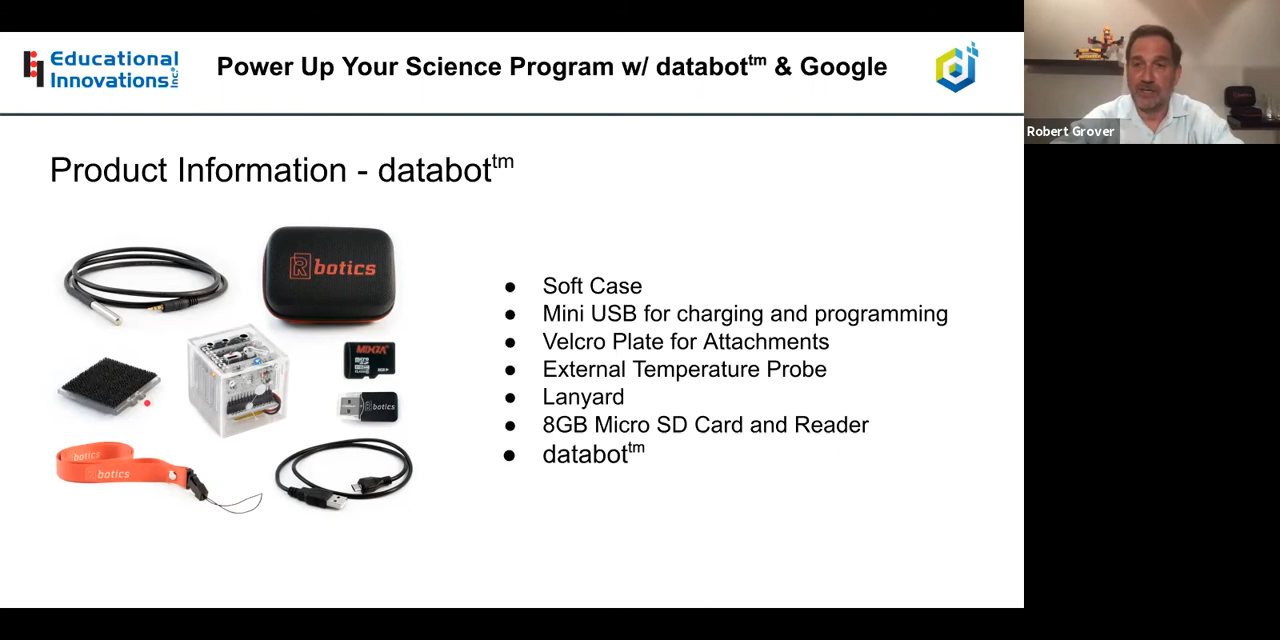 Educational
Innovations Inc.®
Power Up Your Science Program w/ databot™ & Google
Robert Grover
Product Information - databot™
R botics
MIXZA
micro
R botics
R botics
• Soft Case
• Mini USB for charging and programming
• Velcro Plate for Attachments
• External Temperature Probe
• Lanyard
• 8GB Micro SD Card and Reader
• databot™